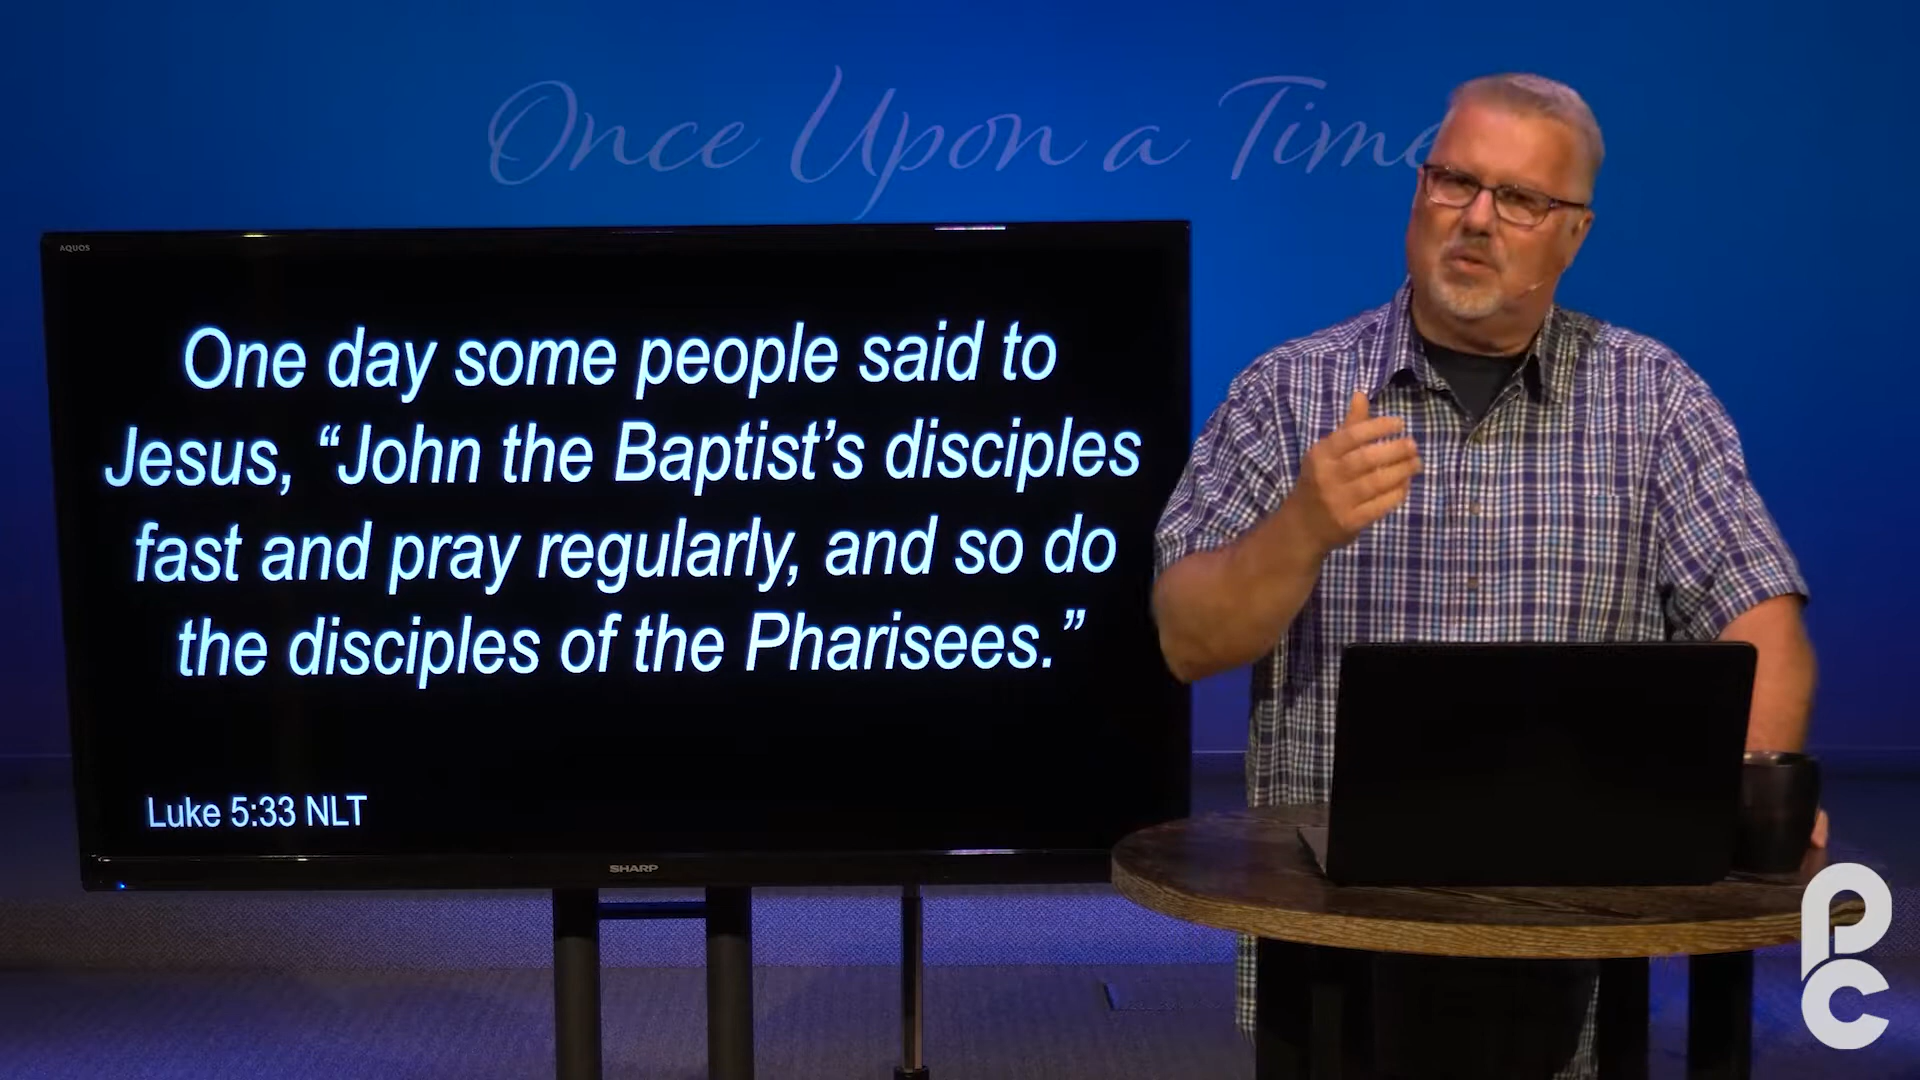 Once Upon a Time
AQUOS
One day some people said to
Jesus, “John the Baptist’s disciples
fast and pray regularly, and so do
the disciples of the Pharisees.”
Luke 5:33 NLT
SHARP
PC